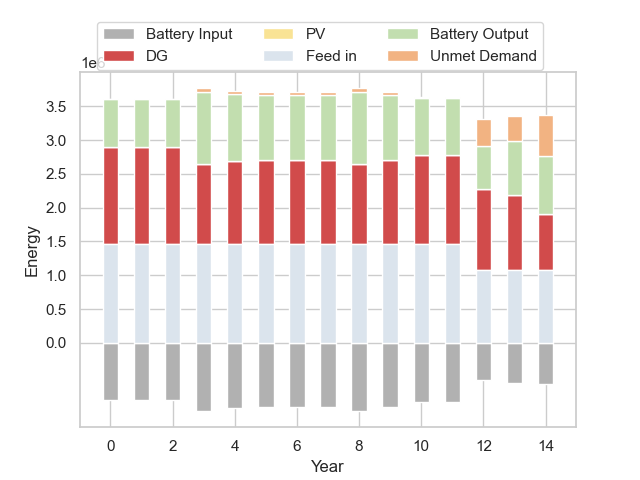 Battery Input PV Battery Output
DG Feed in Unmet Demand
1e6
3.5
3.0
2.5
2.0
1.5
1.0
0.5
0.0
Energy
0 2 4 6 8 10 12 14
Year